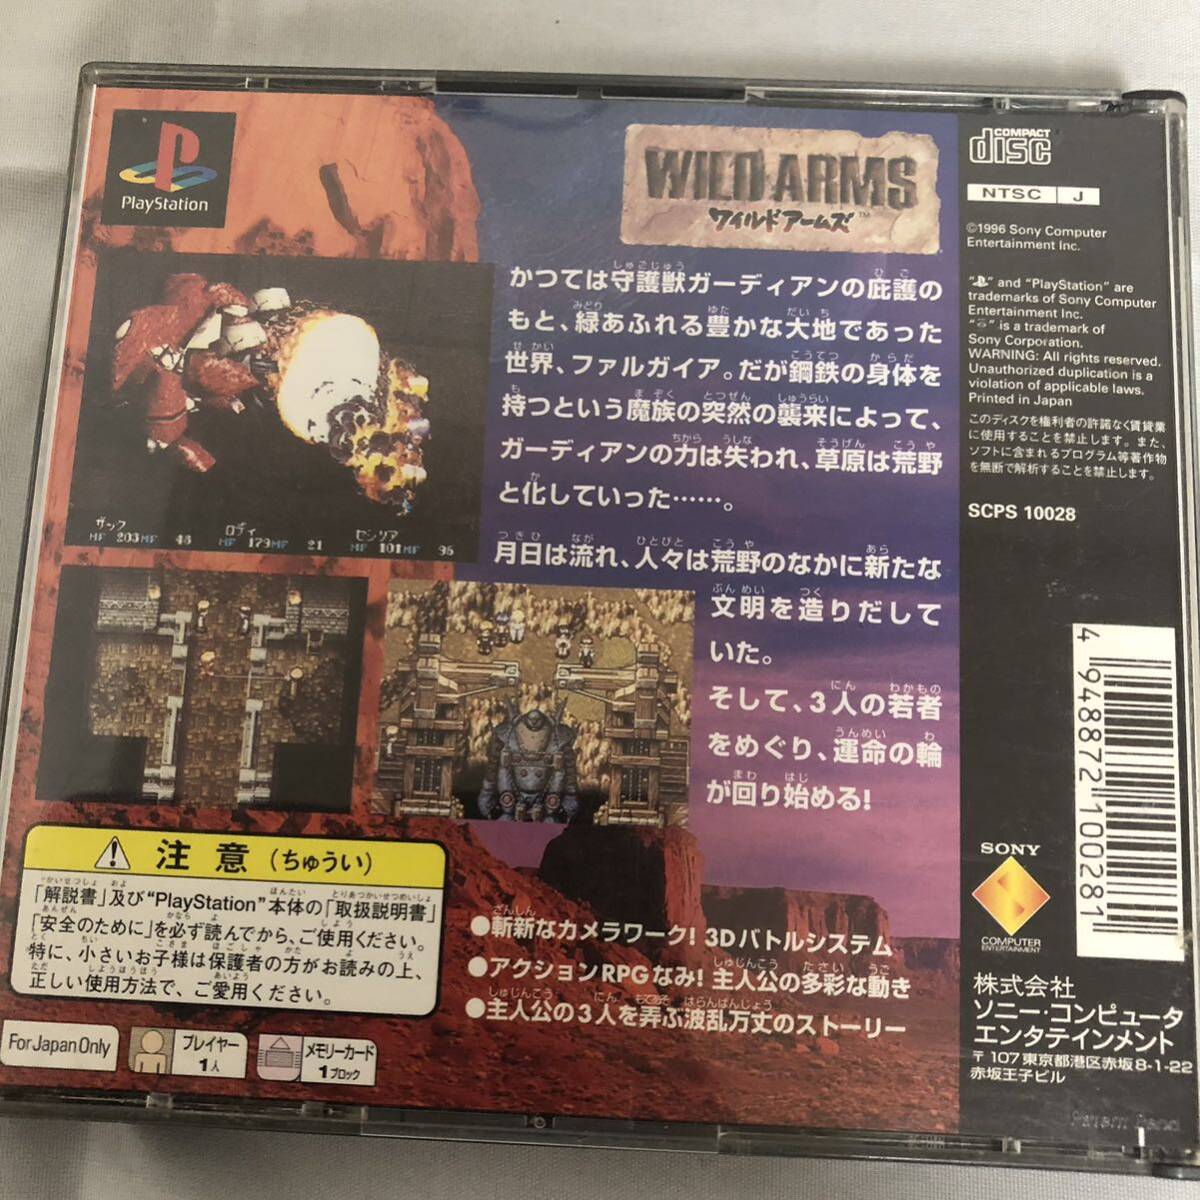 PlayStation
WILD ARMS
ワイルドアームズ™
かつては守護獣ガーディアンの庇護の
もと、緑あふれる豊かな大地であった
世界、ファルガイア。だが鋼鉄の身体を
持つという魔族の突然の襲来によって、
ガーディアンの力は失われ、草原は荒野
と化していった……。
月日は流れ、人々は荒野のなかに新たな
文明を造りだして
いた。
そして、3人の若者
をめぐり、運命の輪
が回り始める!
ザック
HP 203 MP 48
ロディ
HP 179 MP 21
セシリア
HP 101 MP 96
注意(ちゅうい)
「解説書」及び“PlayStation”本体の「取扱説明書」
「安全のために」を必ず読んでから、ご使用ください。
特に、小さいお子様は保護者の方がお読みの上、
正しい使用方法で、ご愛用ください。
●斬新なカメラワーク! 3Dバトルシステム
●アクションRPGなみ! 主人公の多彩な動き
●主人公の3人を弄ぶ波乱万丈のストーリー
For Japan Only
プレイヤー
1人
メモリーカード
1ブロック
COMPACT
disc
NTSC J
©1996 Sony Computer
Entertainment Inc.
" " and "PlayStation" are
trademarks of Sony Computer
Entertainment Inc.
" " is a trademark of
Sony Corporation.
WARNING: All rights reserved.
Unauthorized duplication is a
violation of applicable laws.
Printed in Japan
このディスクを権利者の許諾なく賃貸業
に使用することを禁止します。また、
ソフトに含まれるプログラム等著作物
を無断で解析することを禁止します。
SCPS 10028
4 948872 100281
SONY
COMPUTER
ENTERTAINMENT
株式会社
ソニー・コンピュータ
エンタテインメント
〒107 東京都港区赤坂8-1-22
赤坂王子ビル